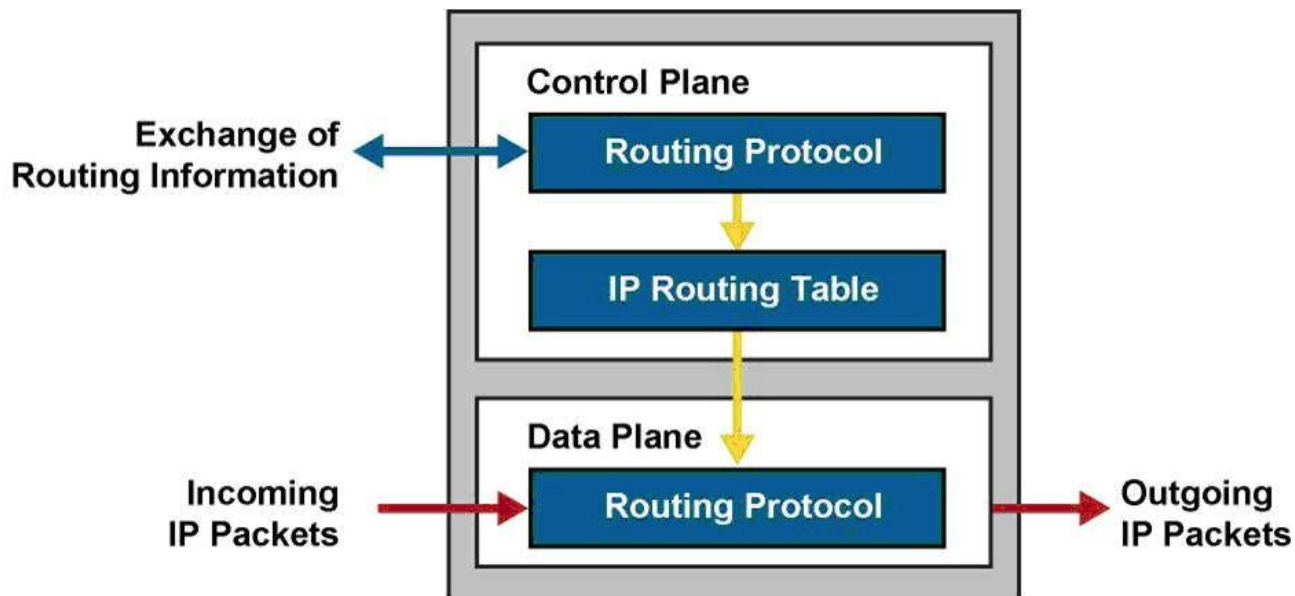 Control Plane
Exchange of
Routing Information
Routing Protocol
IP Routing Table
Data Plane
Incoming
IP Packets
Routing Protocol
Outgoing
IP Packets